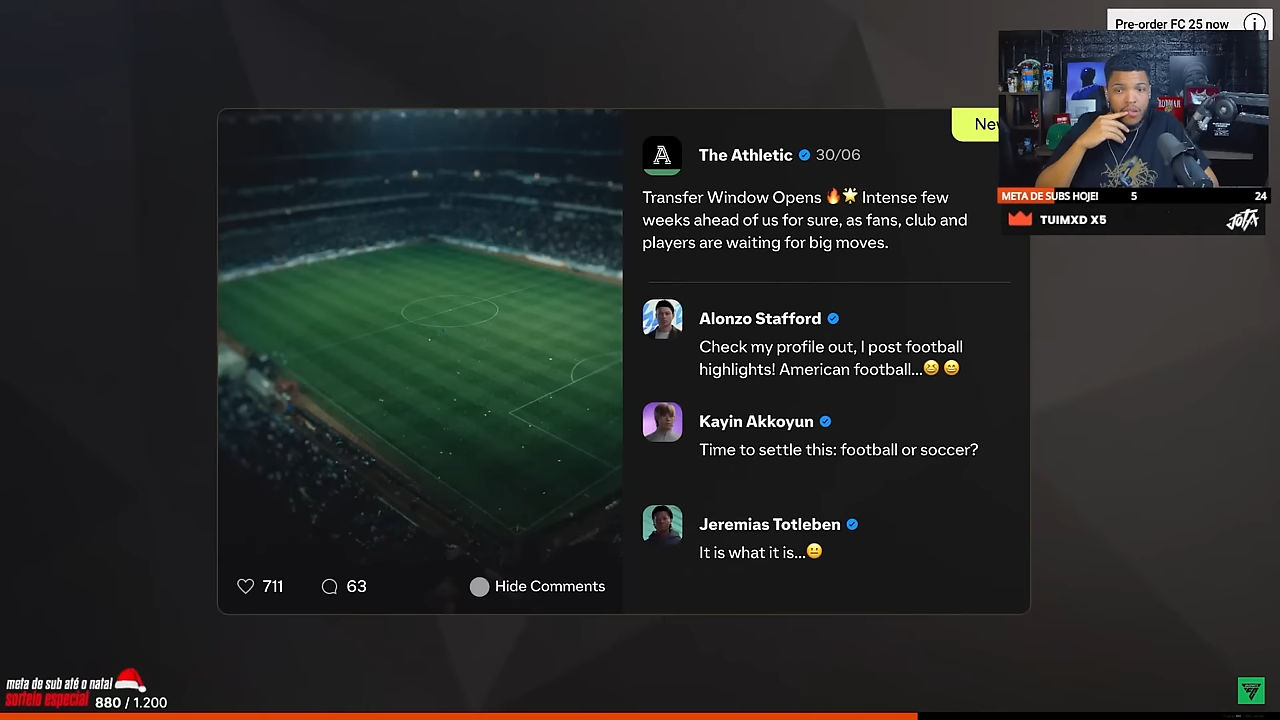 Pre-order FC 25 now
New
The Athletic 30/06
Transfer Window Opens 🔥🌟 Intense few
weeks ahead of us for sure, as fans, club and
players are waiting for big moves.
Alonzo Stafford
Check my profile out, I post football
highlights! American football...😆 😄
Kayin Akkoyun
Time to settle this: football or soccer?
Jeremias Totleben
It is what it is...😐
711 63 Hide Comments
META DE SUBS HOJE! 5 24
TUIMXD X5
JOTA
meta de sub até o natal
sorteio especial 880 / 1.200